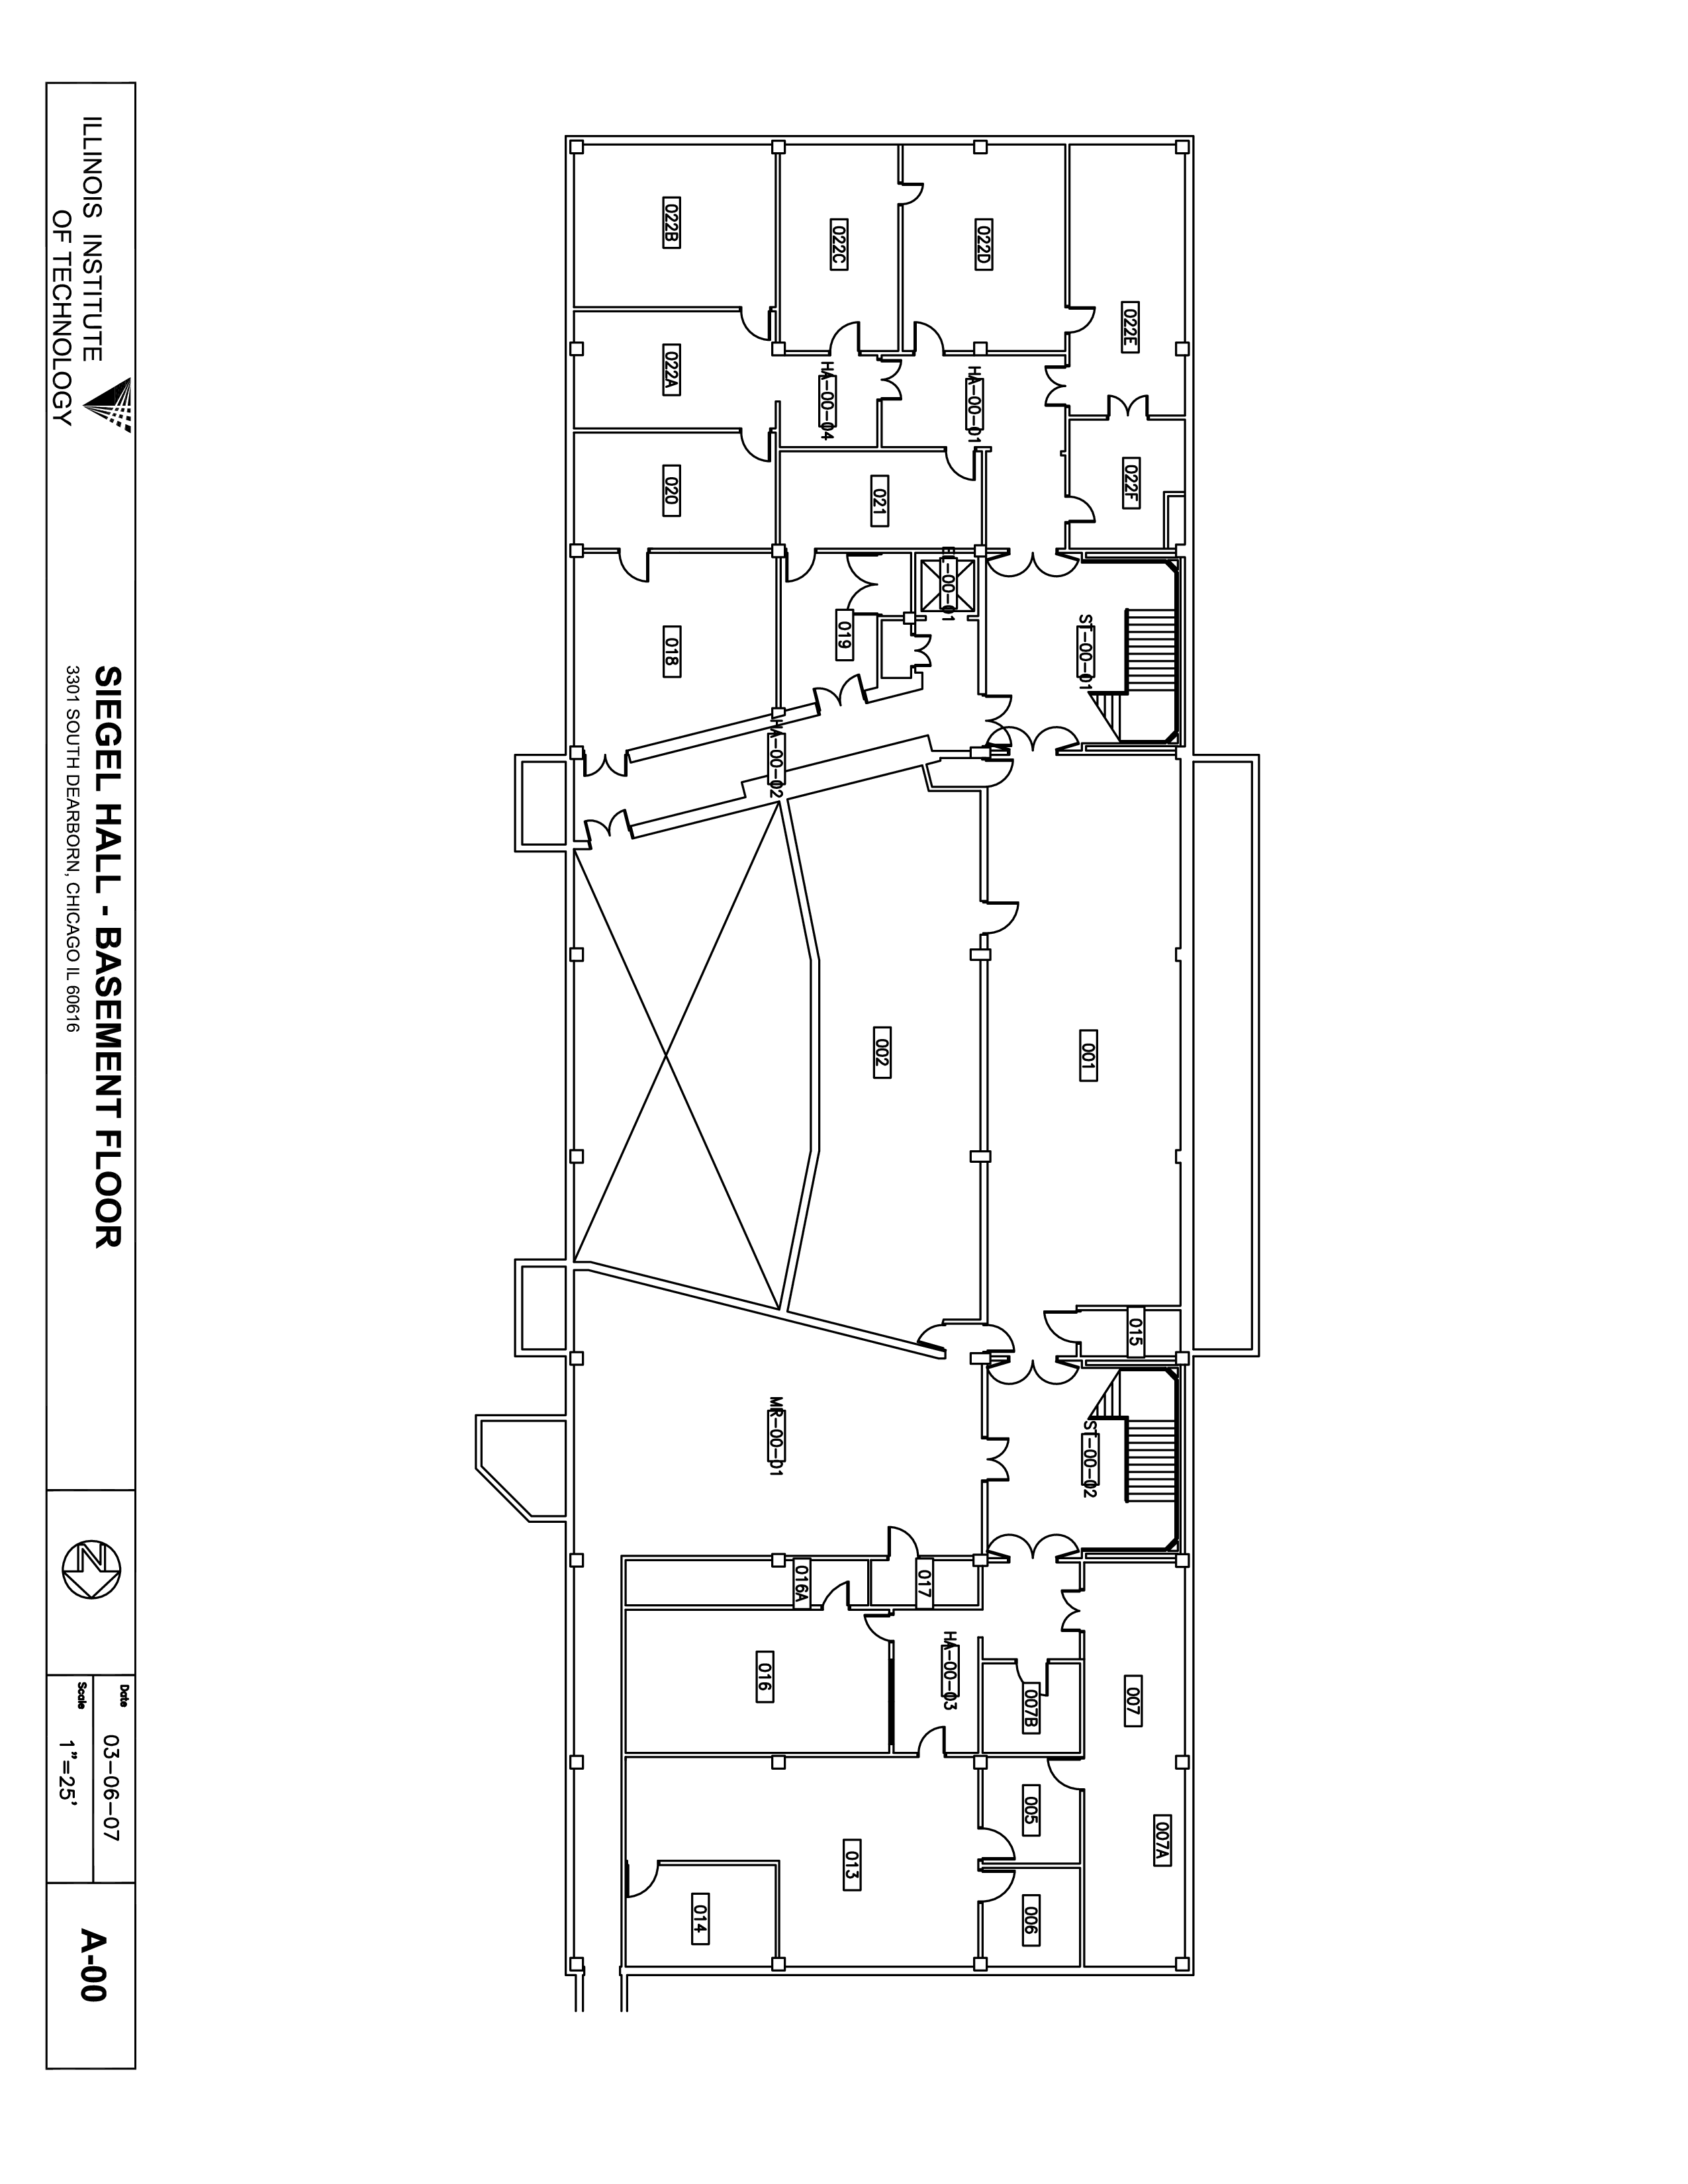 007A
015
007
022E
022F
ST-00-02
001
ST-00-01
007B
005
006
022D
HA-00-01
EL-00-01
HA-00-03
017
002
021
013
019
022C
HA-00-04
016A
HA-00-02
MR-00-01
016
014
022B
022A
020
018
ILLINOIS INSTITUTE
OF TECHNOLOGY
SIEGEL HALL - BASEMENT FLOOR
3301 SOUTH DEARBORN, CHICAGO IL 60616
N
Date 03-06-07
Scale 1"=25'
A-00